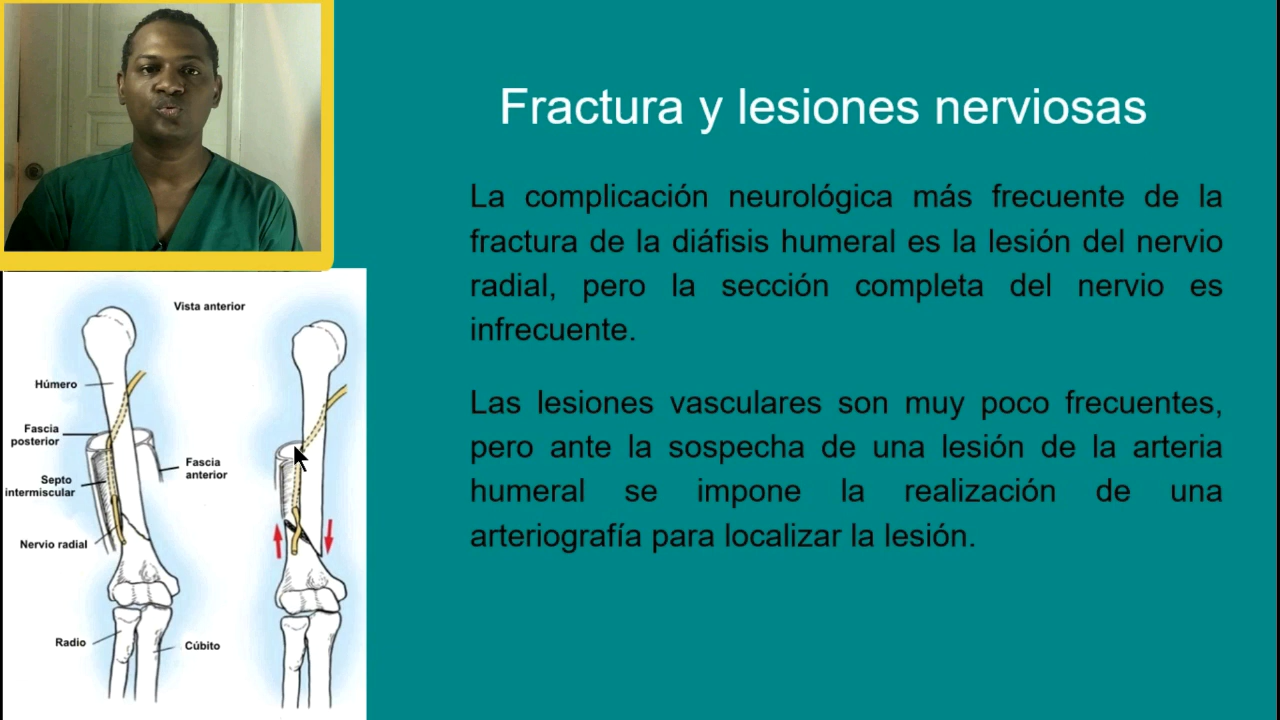 Fractura y lesiones nerviosas
La complicación neurológica más frecuente de la
fractura de la diáfisis humeral es la lesión del nervio
radial, pero la sección completa del nervio es
infrecuente.
Las lesiones vasculares son muy poco frecuentes,
pero ante la sospecha de una lesión de la arteria
humeral se impone la realización de una
arteriografía para localizar la lesión.
Vista anterior
Húmero
Fascia
posterior
Fascia
anterior
Septo
intermiscular
Nervio radial
Radio
Cúbito